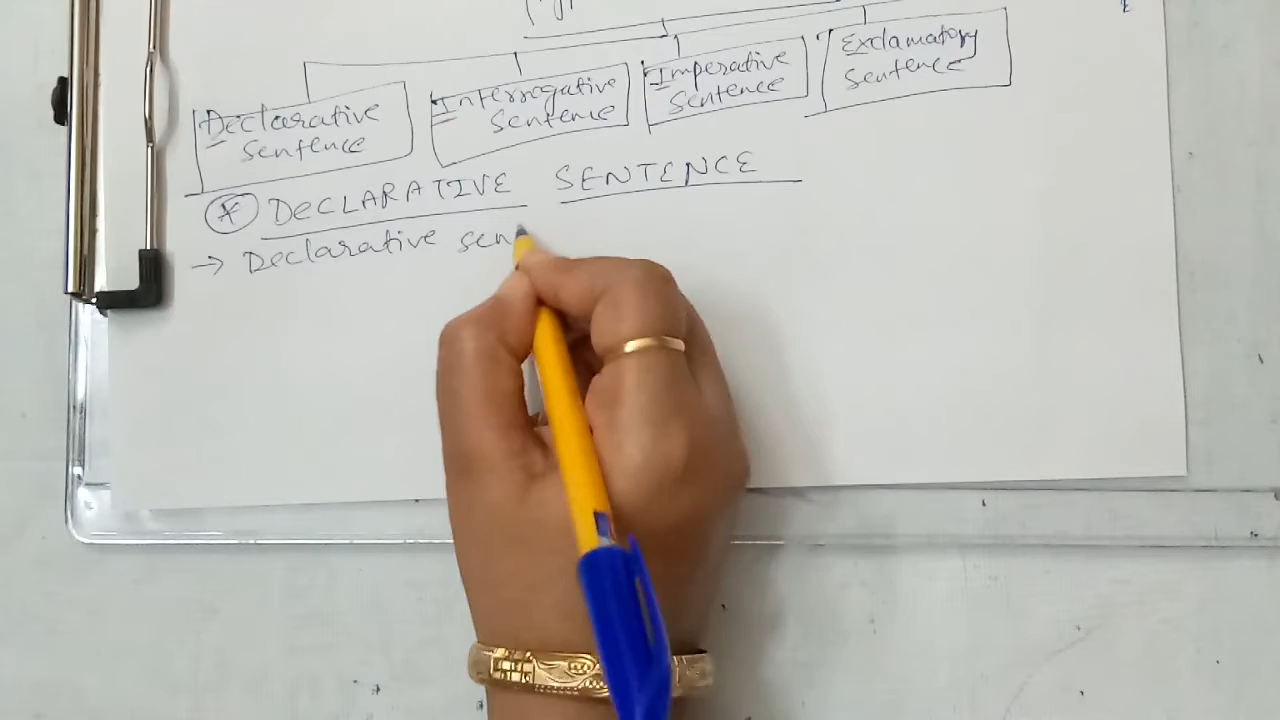 Declarative Sentence
Interrogative Sentence
Imperative Sentence
Exclamatory Sentence
* DECLARATIVE SENTENCE
→ Declarative sen